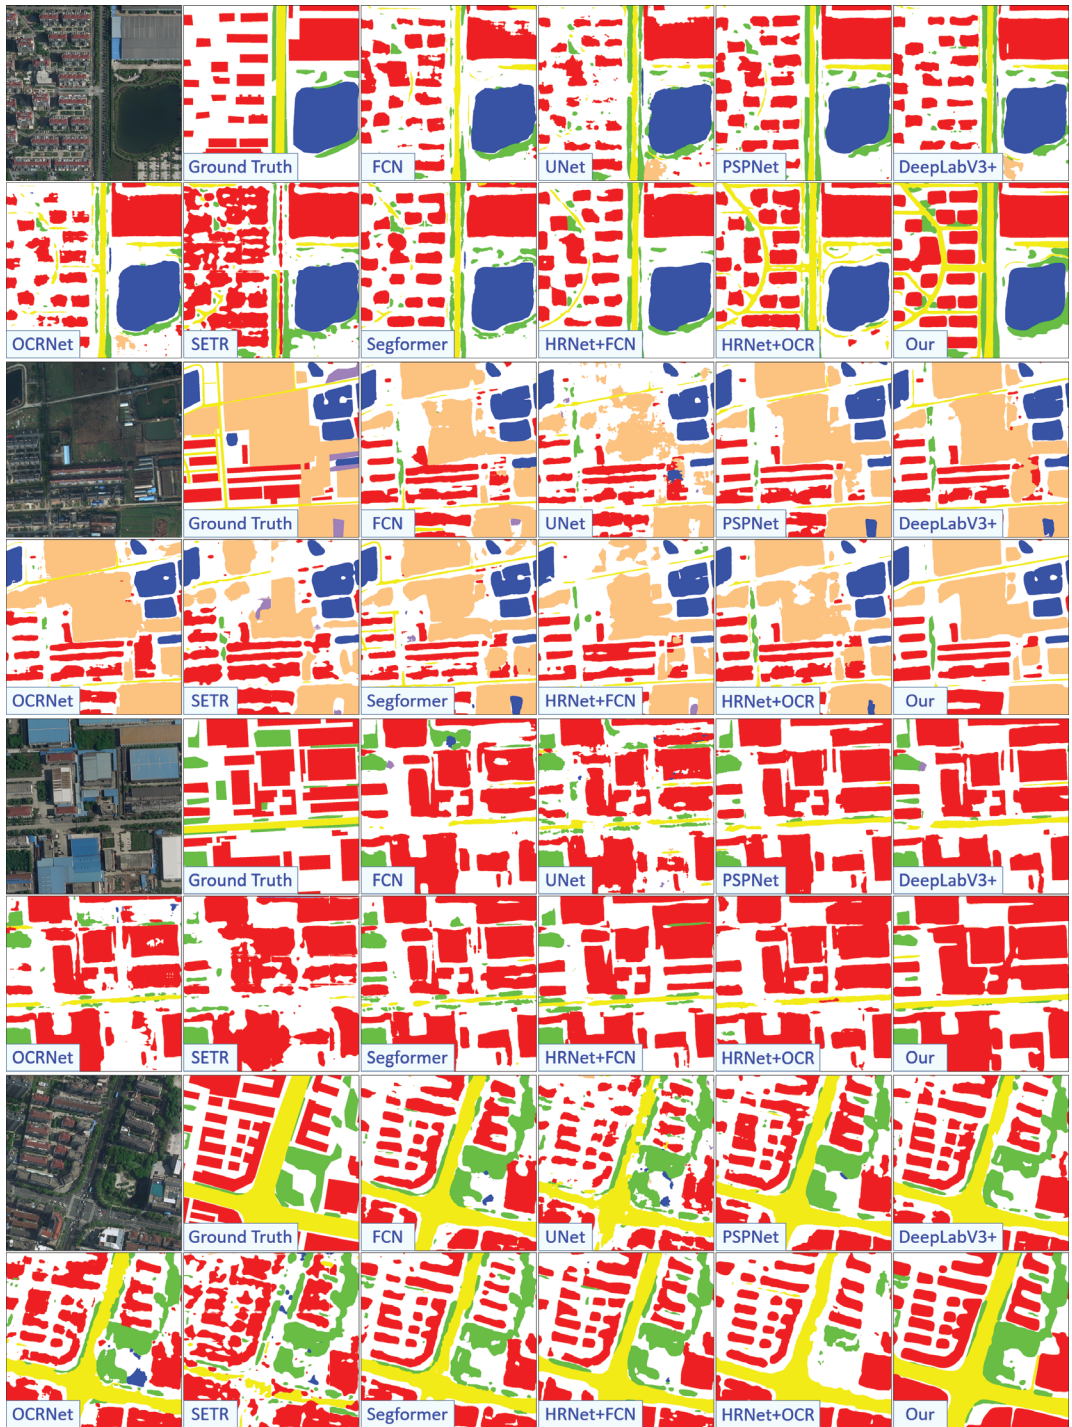 Ground Truth
FCN
UNet
PSPNet
DeepLabV3+
OCRNet
SETR
Segformer
HRNet+FCN
HRNet+OCR
Our
Ground Truth
FCN
UNet
PSPNet
DeepLabV3+
OCRNet
SETR
Segformer
HRNet+FCN
HRNet+OCR
Our
Ground Truth
FCN
UNet
PSPNet
DeepLabV3+
OCRNet
SETR
Segformer
HRNet+FCN
HRNet+OCR
Our
Ground Truth
FCN
UNet
PSPNet
DeepLabV3+
OCRNet
SETR
Segformer
HRNet+FCN
HRNet+OCR
Our